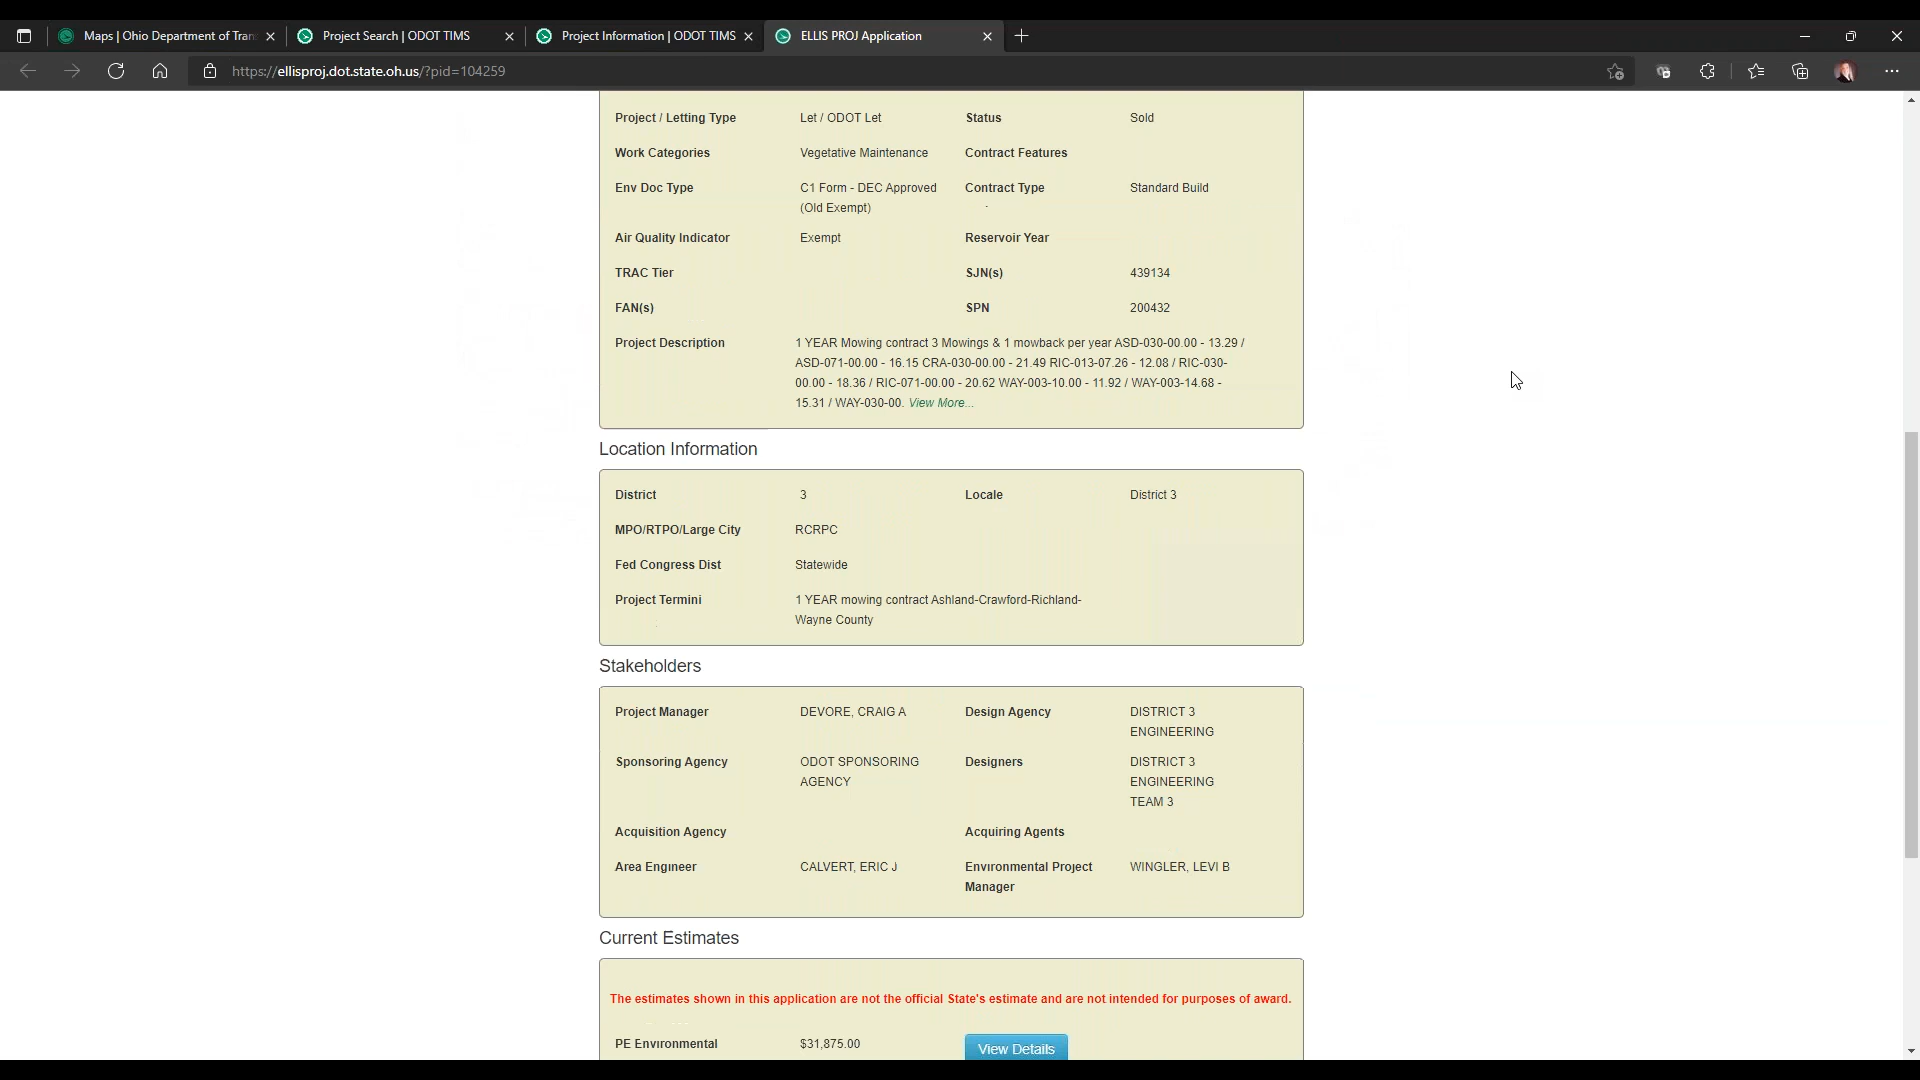 Maps | Ohio Department of Tran
Project Search | ODOT TIMS
Project Information | ODOT TIMS
ELLIS PROJ Application
https://ellisproj.dot.state.oh.us/?pid=104259
Project / Letting Type Let / ODOT Let Status Sold
Work Categories Vegetative Maintenance Contract Features
Env Doc Type C1 Form - DEC Approved Contract Type Standard Build
(Old Exempt)
Air Quality Indicator Exempt Reservoir Year
TRAC Tier SJN(s) 439134
FAN(s) SPN 200432
Project Description 1 YEAR Mowing contract 3 Mowings & 1 mowback per year ASD-030-00.00 - 13.29 /
ASD-071-00.00 - 16.15 CRA-030-00.00 - 21.49 RIC-013-07.26 - 12.08 / RIC-030-
00.00 - 18.36 / RIC-071-00.00 - 20.62 WAY-003-10.00 - 11.92 / WAY-003-14.68 -
15.31 / WAY-030-00. View More...
Location Information
District 3 Locale District 3
MPO/RTPO/Large City RCRPC
Fed Congress Dist Statewide
Project Termini 1 YEAR mowing contract Ashland-Crawford-Richland-
Wayne County
Stakeholders
Project Manager DEVORE, CRAIG A Design Agency DISTRICT 3
ENGINEERING
Sponsoring Agency ODOT SPONSORING Designers DISTRICT 3
AGENCY ENGINEERING
TEAM 3
Acquisition Agency Acquiring Agents
Area Engineer CALVERT, ERIC J Environmental Project WINGLER, LEVI B
Manager
Current Estimates
The estimates shown in this application are not the official State's estimate and are not intended for purposes of award.
PE Environmental $31,875.00 View Details